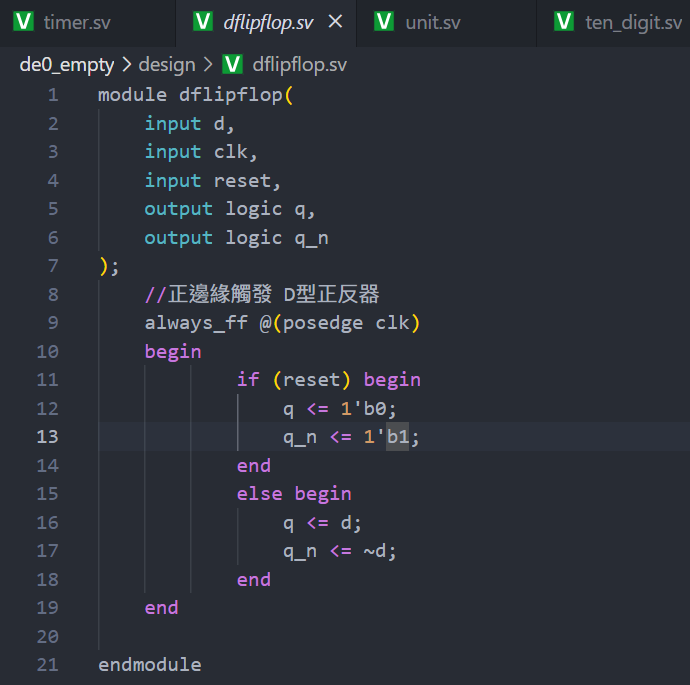 timer.sv dflipflop.sv unit.sv ten_digit.sv
de0_empty > design > dflipflop.sv
1 module dflipflop(
2     input d,
3     input clk,
4     input reset,
5     output logic q,
6     output logic q_n
7 );
8     //正邊緣觸發 D型正反器
9     always_ff @(posedge clk)
10     begin
11             if (reset) begin
12                 q <= 1'b0;
13                 q_n <= 1'b1;
14             end
15             else begin
16                 q <= d;
17                 q_n <= ~d;
18             end
19     end
20
21 endmodule